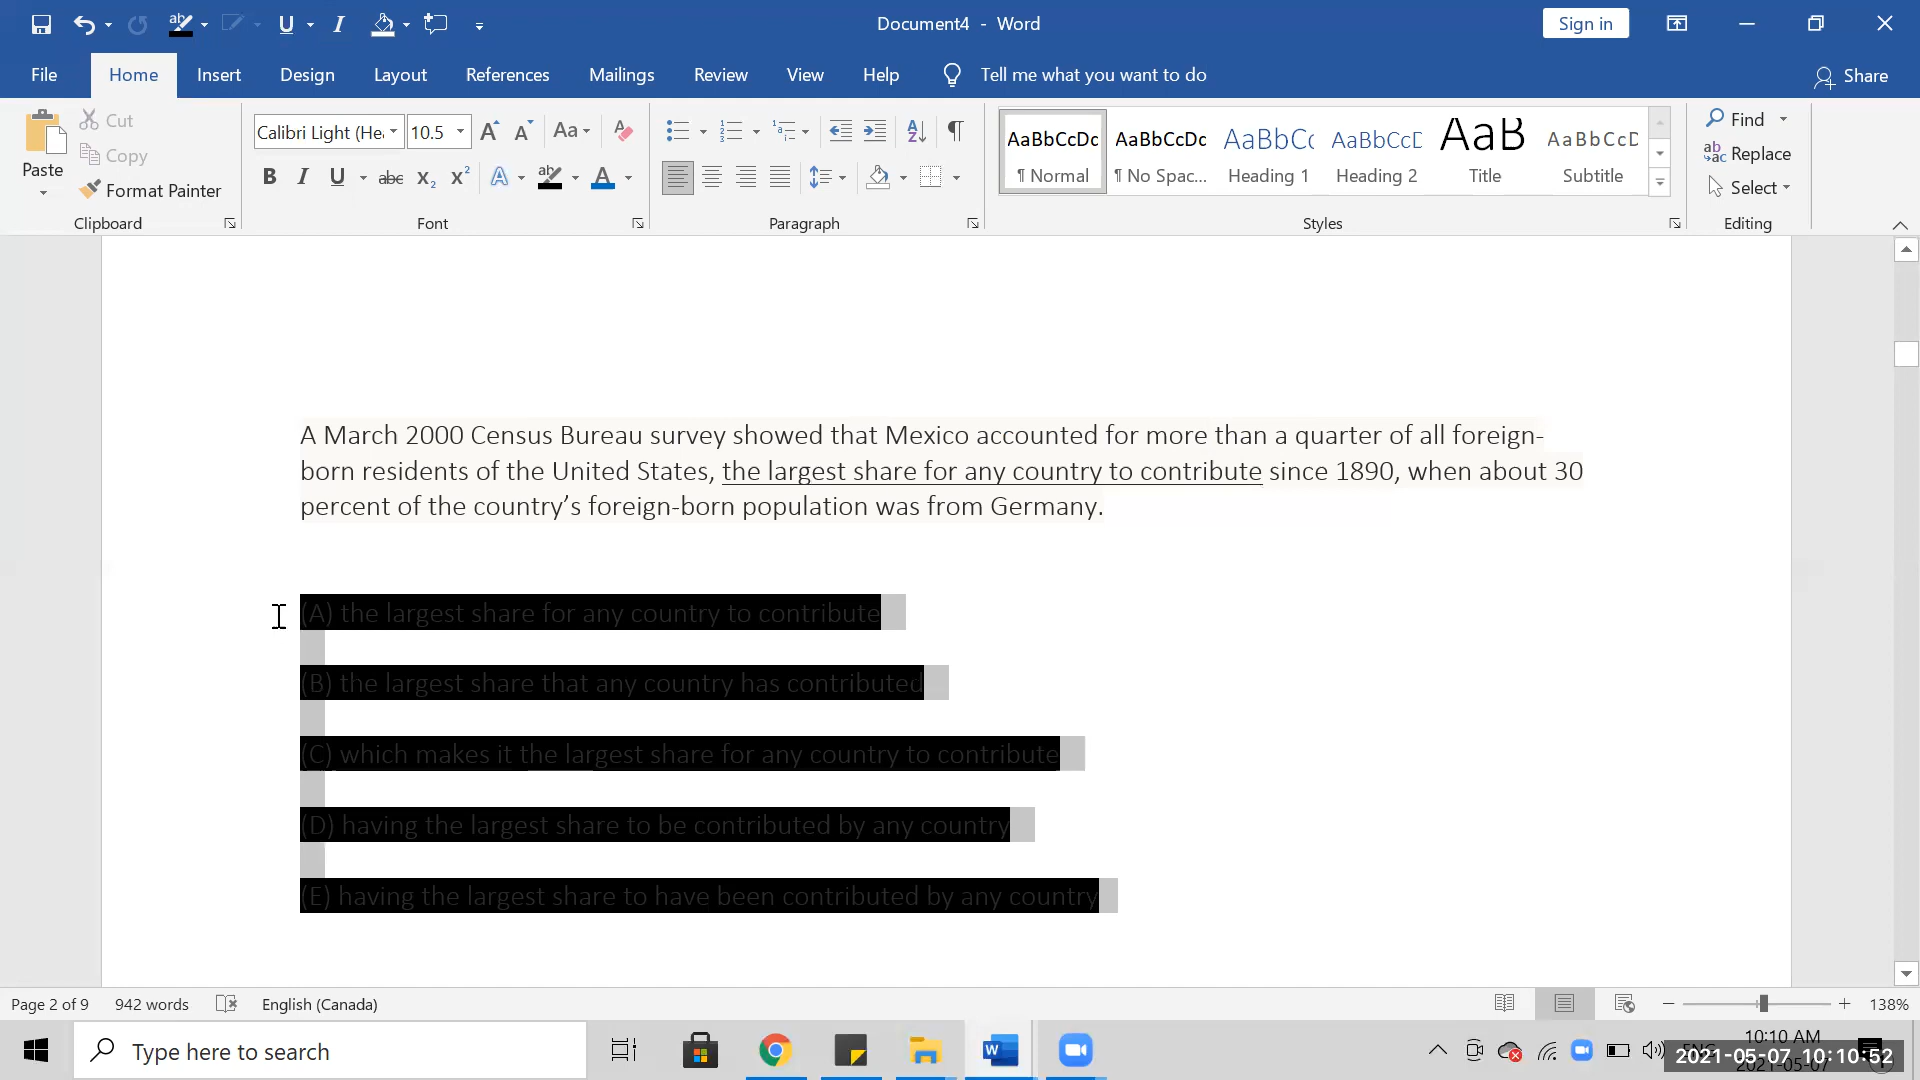 Document4 - Word
Sign in
File Home Insert Design Layout References Mailings Review View Help Tell me what you want to do Share
Paste
Cut
Copy
Format Painter
Clipboard
Calibri Light (He 10.5
Font
Paragraph
AaBbCcDc ¶ Normal
AaBbCcDc ¶ No Spac...
AaBbCc Heading 1
AaBbCcD Heading 2
AaB Title
AaBbCcD Subtitle
Styles
Find
Replace
Select
Editing
A March 2000 Census Bureau survey showed that Mexico accounted for more than a quarter of all foreign-
born residents of the United States, the largest share for any country to contribute since 1890, when about 30
percent of the country’s foreign-born population was from Germany.
(A) the largest share for any country to contribute
(B) the largest share that any country has contributed
(C) which makes it the largest share for any country to contribute
(D) having the largest share to be contributed by any country
(E) having the largest share to have been contributed by any country
Page 2 of 9 942 words English (Canada) 138%
Type here to search
10:10 AM
2021-05-07 10:10:52
2021-05-07